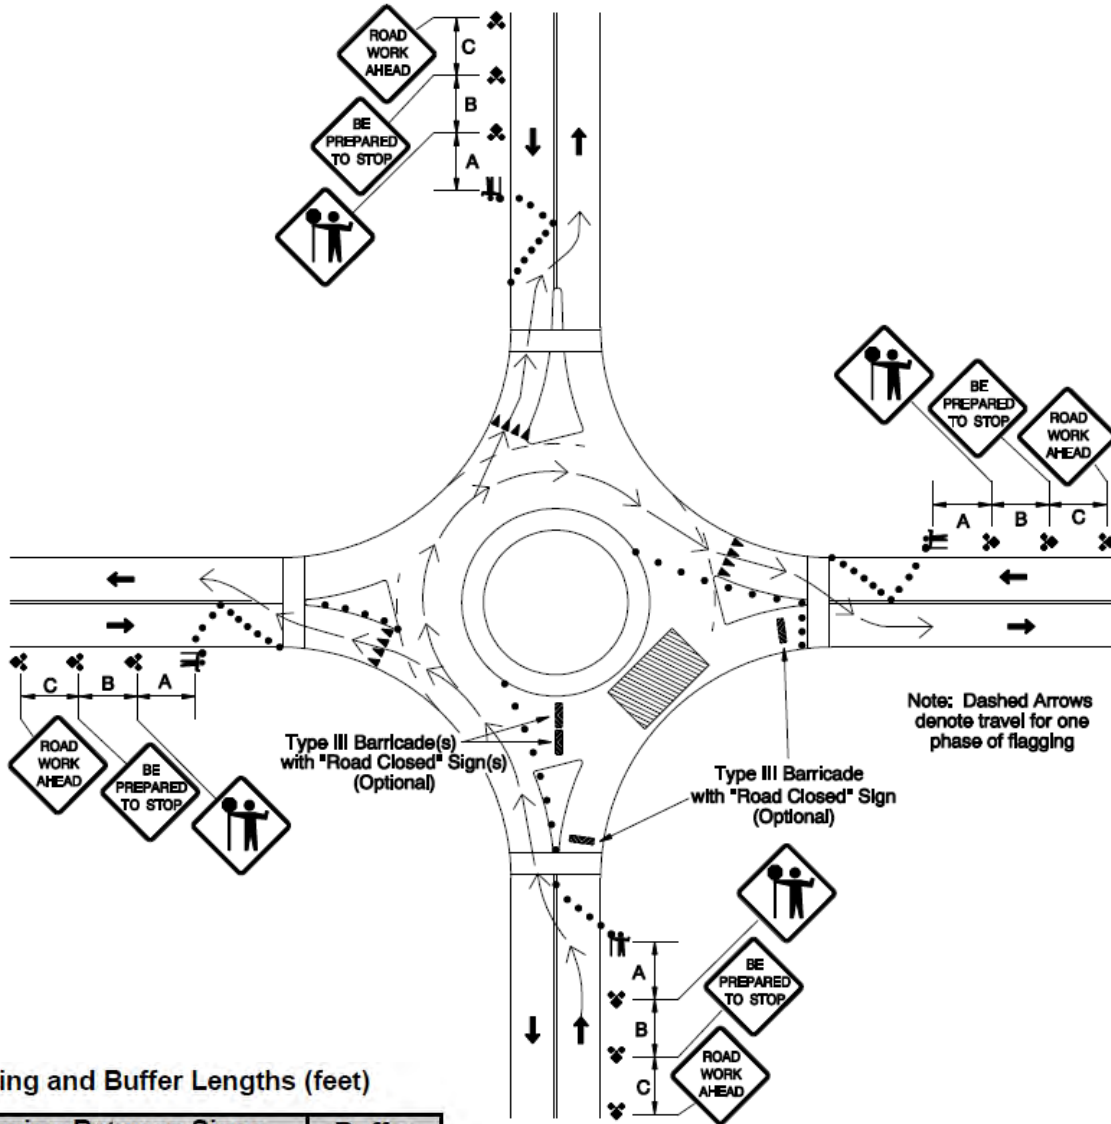 ROAD
WORK
AHEAD
C
BE
PREPARED
TO STOP
B
A
BE
PREPARED
TO STOP
ROAD
WORK
AHEAD
A
B
C
C
B
A
ROAD
WORK
AHEAD
BE
PREPARED
TO STOP
Type III Barricade(s)
with "Road Closed" Sign(s)
(Optional)
Note: Dashed Arrows
denote travel for one
phase of flagging
Type III Barricade
with "Road Closed" Sign
(Optional)
A
BE
PREPARED
TO STOP
B
ROAD
WORK
AHEAD
C
ing and Buffer Lengths (feet)